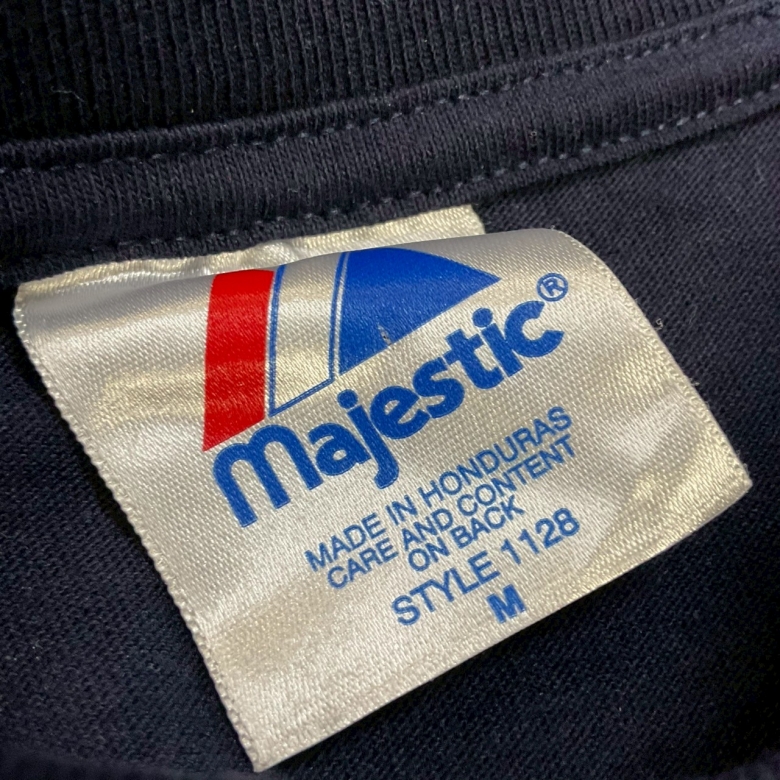 majestic®
MADE IN HONDURAS
CARE AND CONTENT
ON BACK
STYLE 1128
M